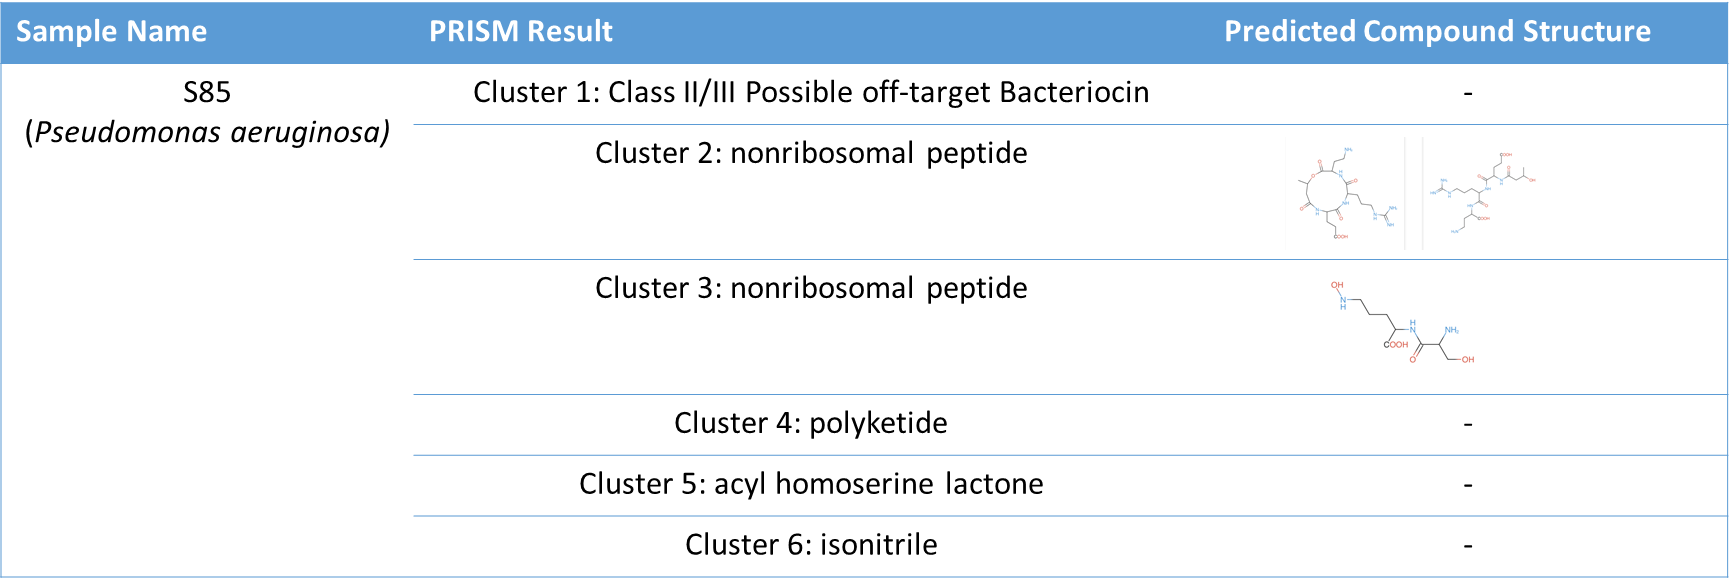 Sample Name PRISM Result Predicted Compound Structure
S85 Cluster 1: Class II/III Possible off-target Bacteriocin -
(Pseudomonas aeruginosa)
Cluster 2: nonribosomal peptide
Cluster 3: nonribosomal peptide
OH
N
H
H
N NH₂
COOH
O OH
Cluster 4: polyketide -
Cluster 5: acyl homoserine lactone -
Cluster 6: isonitrile -